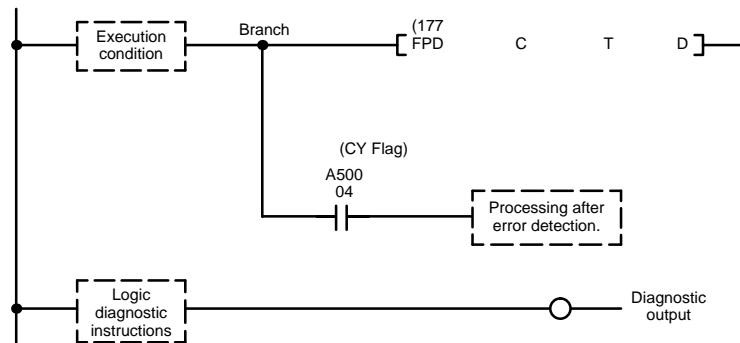 Execution
condition
Branch
(177
FPD C T D
(CY Flag)
A500
04
Processing after
error detection.
Logic
diagnostic
instructions
Diagnostic
output